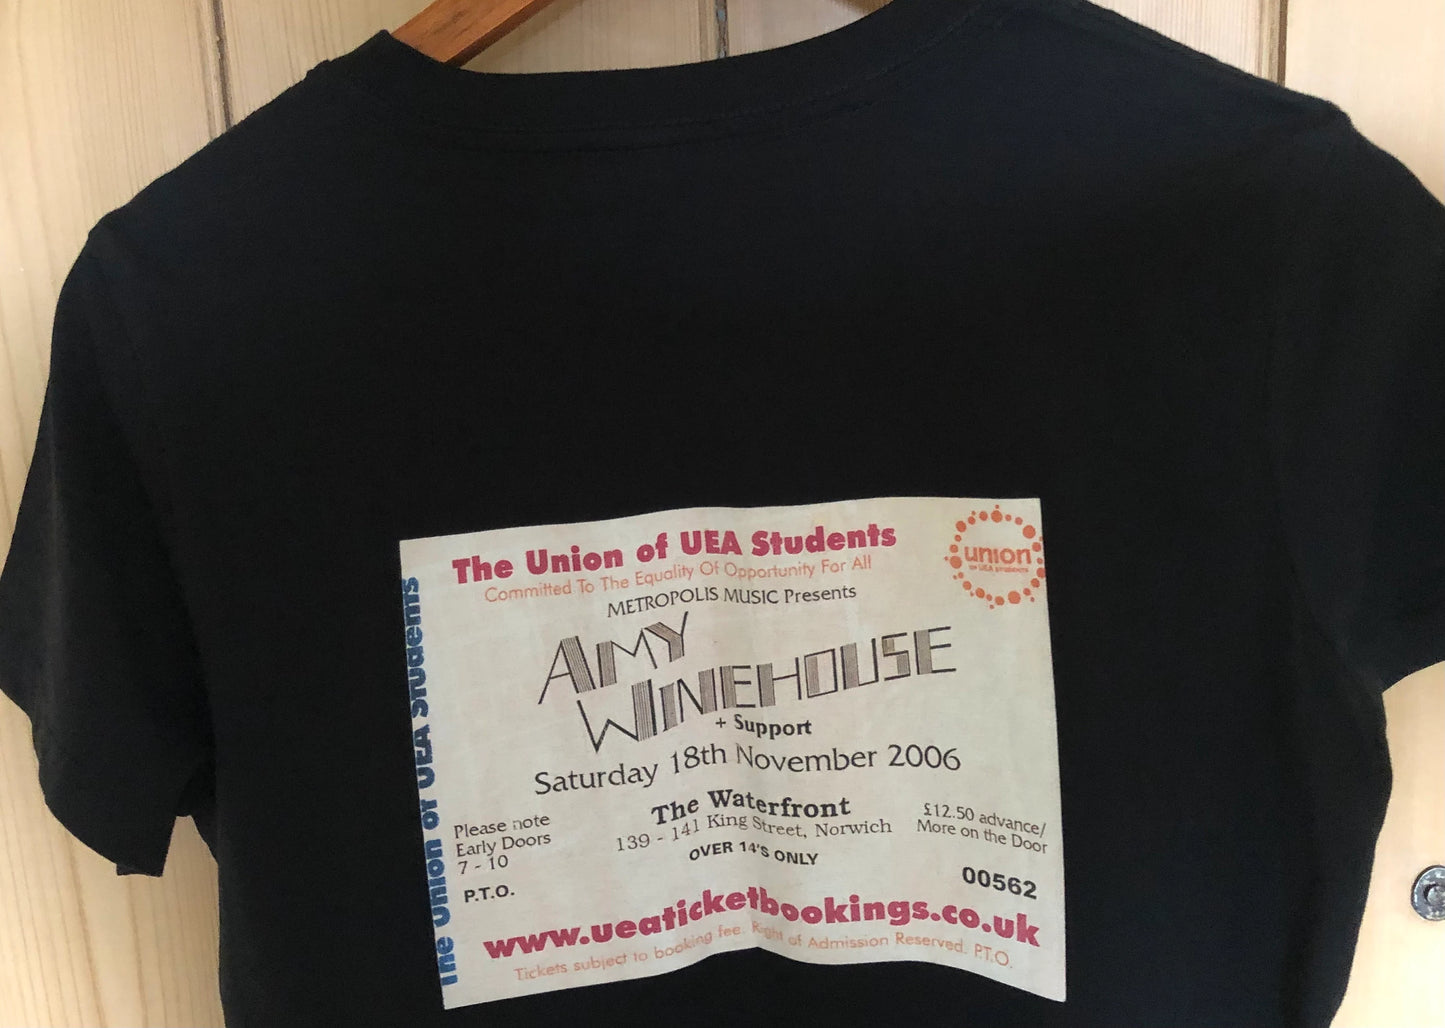 The Union of UEA Students
Committed To The Equality Of Opportunity For All
union
OF UEA STUDENTS
METROPOLIS MUSIC Presents
AMY
WINEHOUSE
+ Support
Saturday 18th November 2006
The Waterfront
139 - 141 King Street, Norwich
OVER 14'S ONLY
Please note
Early Doors
7 - 10
P.T.O.
£12.50 advance/
More on the Door
00562
www.ueaticketbookings.co.uk
Tickets subject to booking fee. Right of Admission Reserved. P.T.O.
The Union of UEA Students